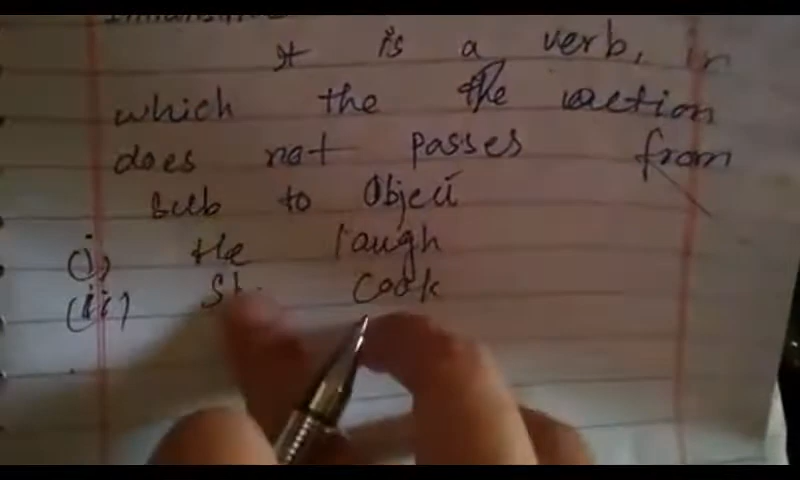 It is a verb, in
which the the action
does not passes from
sub to Object
(i) He laugh
(ii) Cook